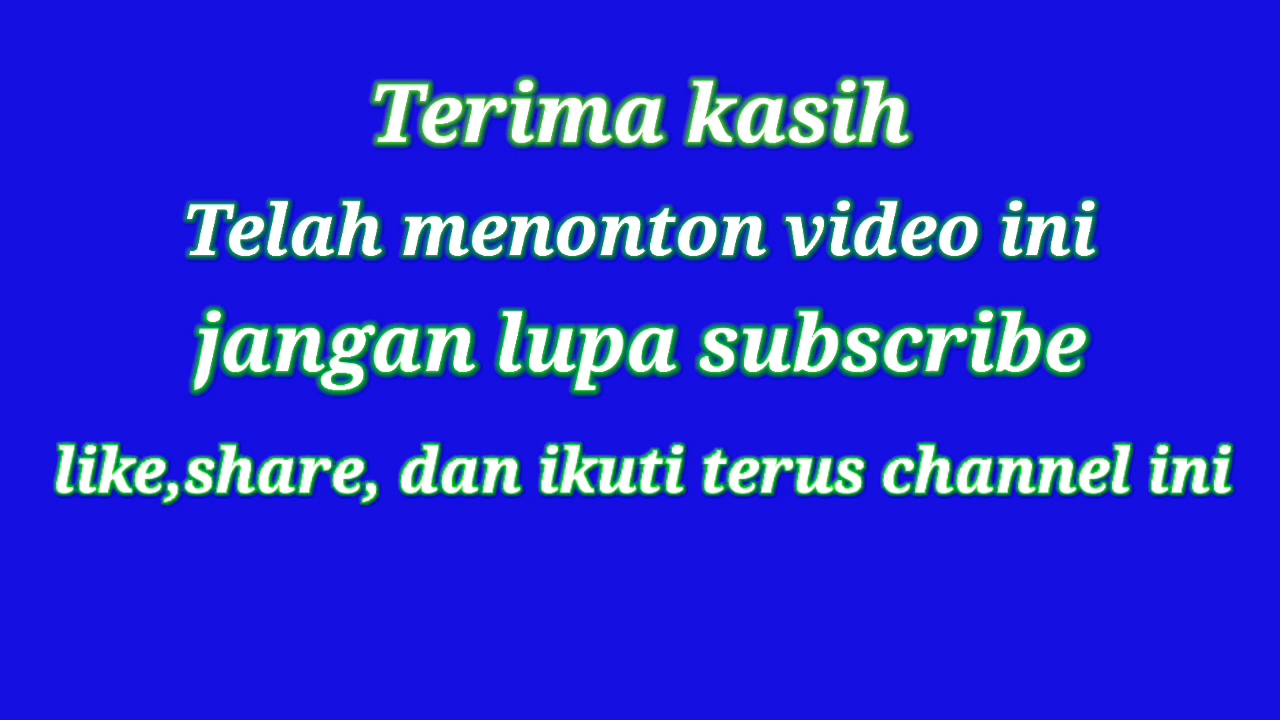 Terima kasih
Telah menonton video ini
jangan lupa subscribe
like,share, dan ikuti terus channel ini